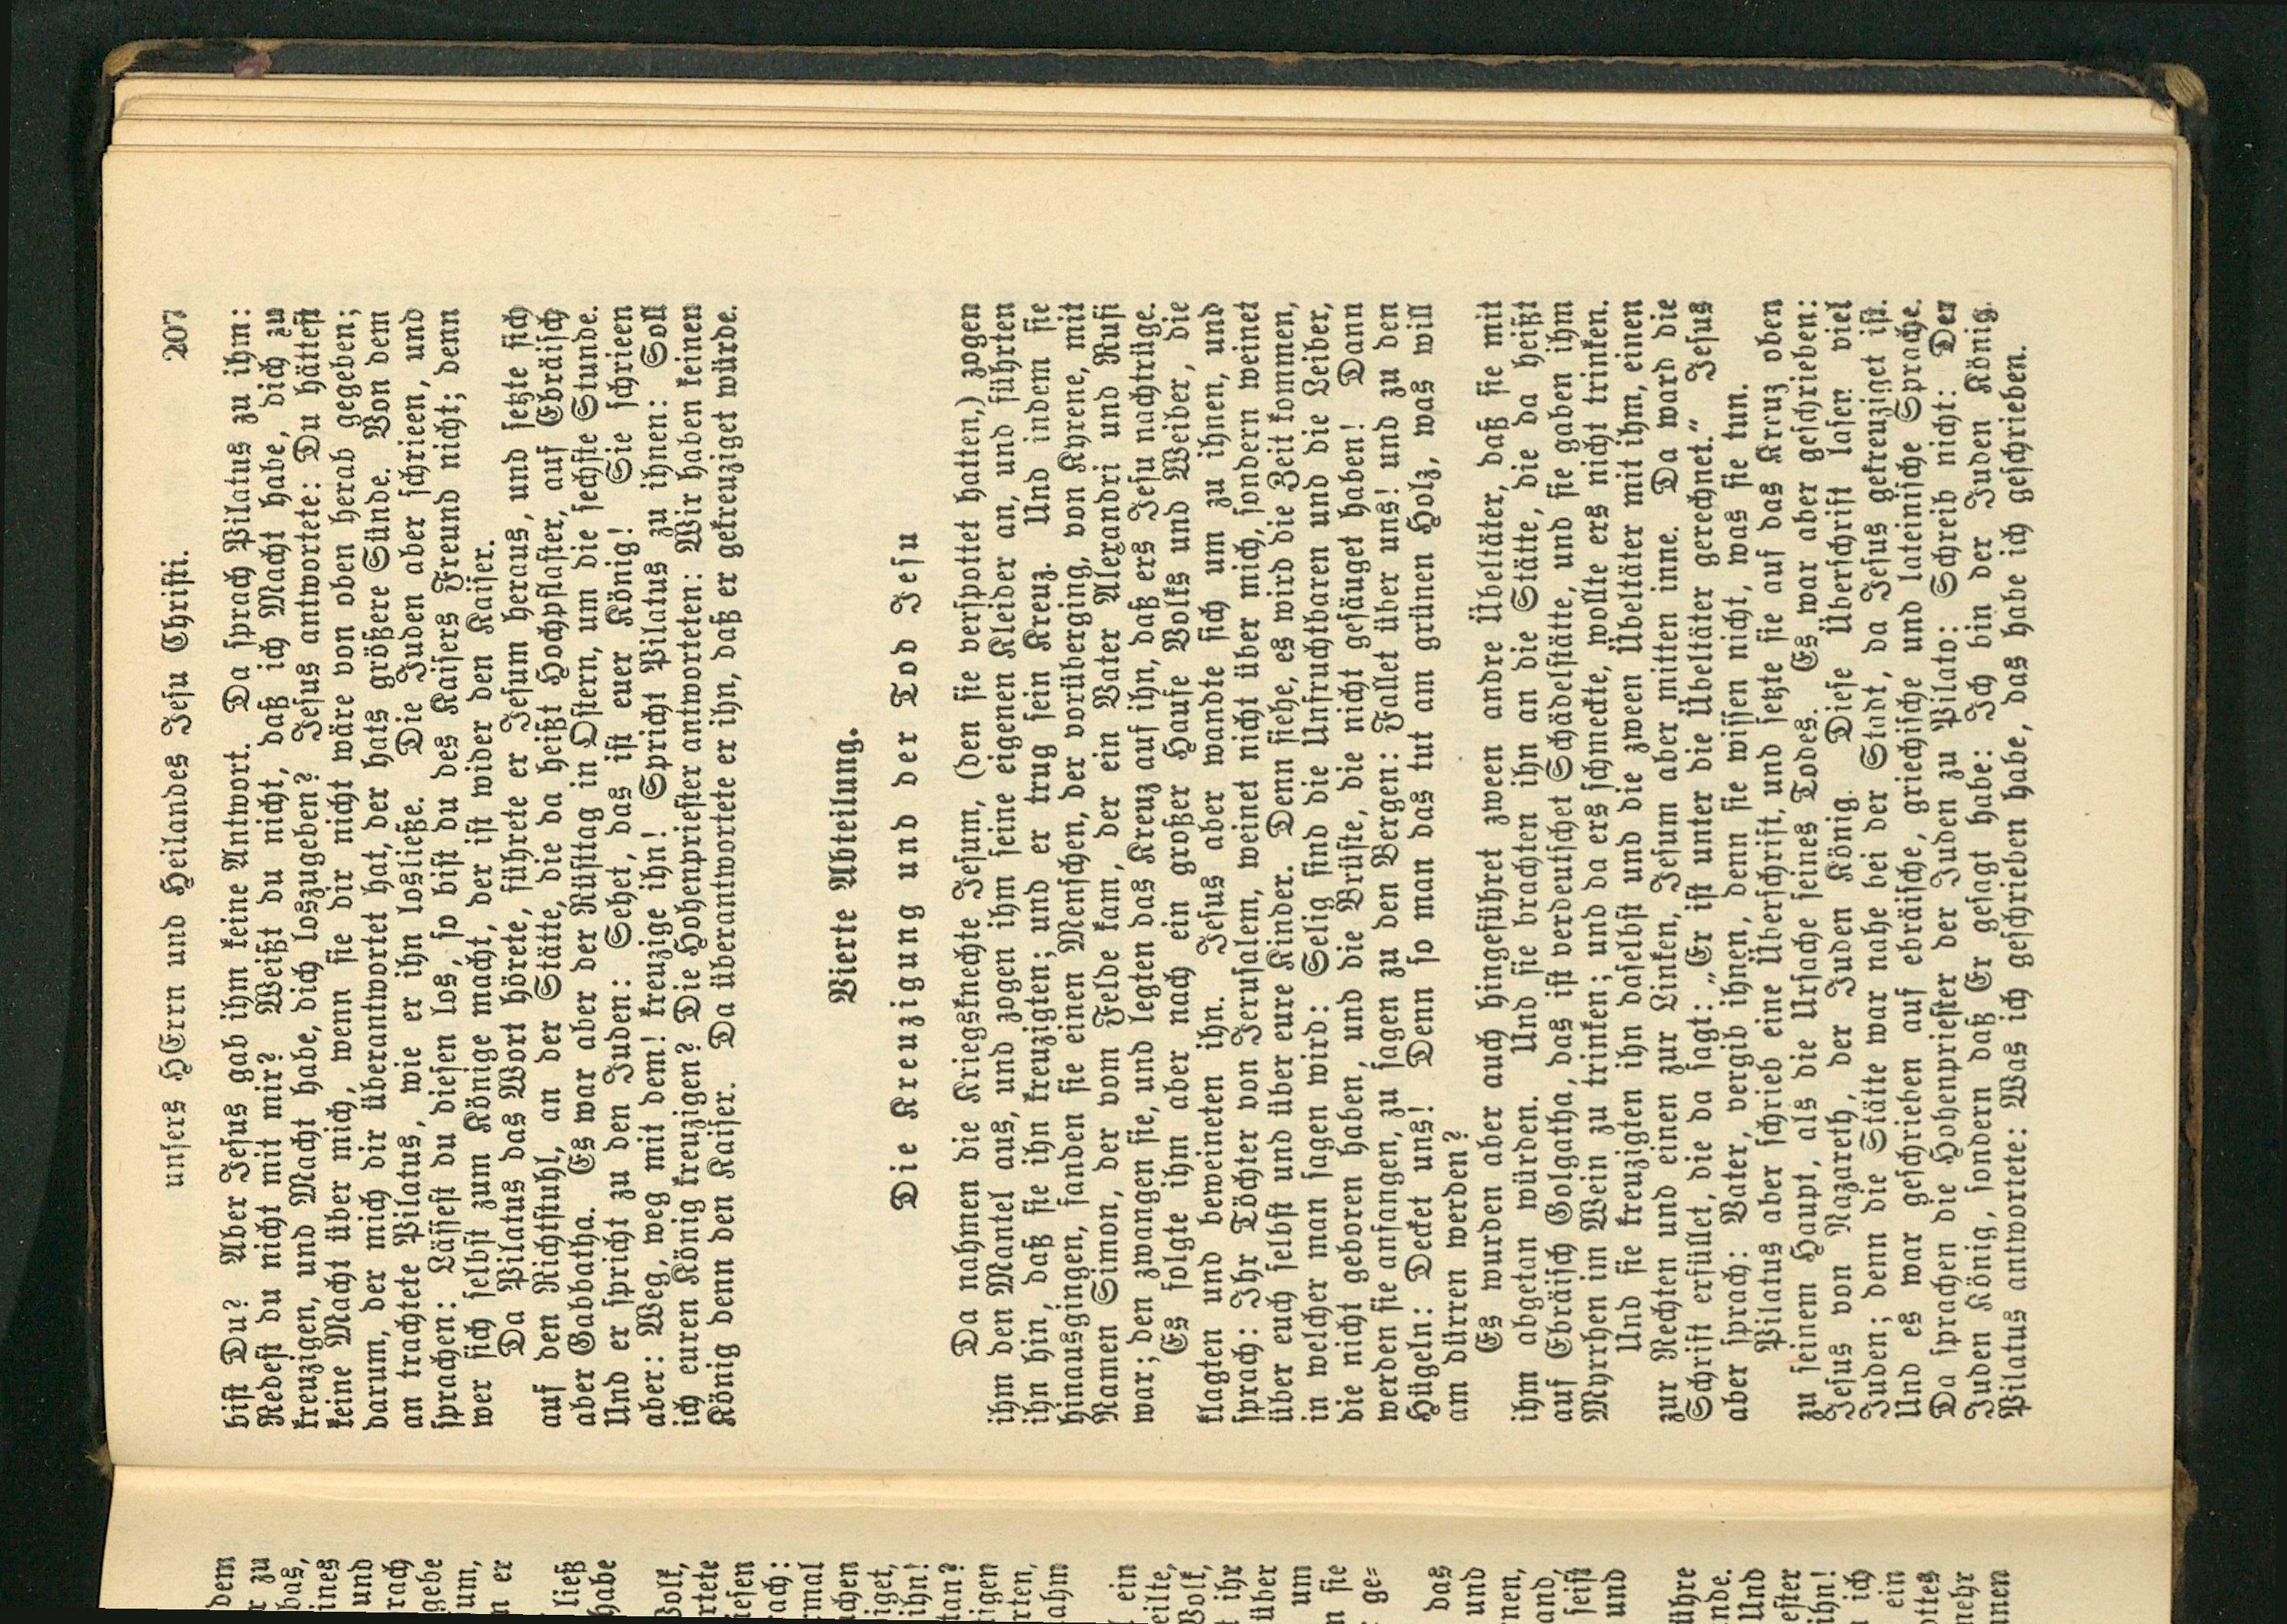 unsers HErrn und Heilandes Jesu Christi. 207
bist Du? Aber Jesus gab ihm keine Antwort. Da sprach Pilatus zu ihm:
Redest du nicht mit mir? Weißt du nicht, daß ich Macht habe, dich zu
kreuzigen, und Macht habe, dich loszugeben? Jesus antwortete: Du hättest
keine Macht über mich, wenn sie dir nicht wäre von oben herab gegeben;
darum, der mich dir überantwortet hat, der hats größere Sünde. Von dem
an trachtete Pilatus, wie er ihn losließe. Die Juden aber schrieen, und
sprachen: Lässest du diesen los, so bist du des Kaisers Freund nicht; denn
wer sich selbst zum Könige macht, der ist wider den Kaiser.
Da Pilatus das Wort hörete, führete er Jesum heraus, und setzte sich
auf den Richtstuhl, an der Stätte, die da heißt Hochpflaster, auf Ebräisch
aber Gabbatha. Es war aber der Rüsttag in Ostern, um die sechste Stunde.
Und er spricht zu den Juden: Sehet, das ist euer König! Sie schrieen
aber: Weg, weg mit dem! kreuzige ihn! Spricht Pilatus zu ihnen: Soll
ich euren König kreuzigen? Die Hohenpriester antworteten: Wir haben keinen
König denn den Kaiser. Da überantwortete er ihn, daß er gekreuziget würde.
Vierte Abteilung.
Die Kreuzigung und der Tod Jesu
Da nahmen die Kriegsknechte Jesum, (den sie verspottet hatten,) zogen
ihm den Mantel aus, und zogen ihm seine eigenen Kleider an, und führten
ihn hin, daß sie ihn kreuzigten; und er trug sein Kreuz. Und indem sie
hinausgingen, fanden sie einen Menschen, der vorüberging, von Kyrene, mit
Namen Simon, der vom Felde kam, der ein Vater Alexandri und Rufi
war; den zwangen sie, und legten das Kreuz auf ihn, daß ers Jesu nachtrüge.
Es folgte ihm aber nach ein großer Haufe Volks und Weiber, die
klagten und beweineten ihn. Jesus aber wandte sich um zu ihnen, und
sprach: Ihr Töchter von Jerusalem, weinet nicht über mich, sondern weinet
über euch selbst und über eure Kinder. Denn siehe, es wird die Zeit kommen,
in welcher man sagen wird: Selig sind die Unfruchtbaren und die Leiber,
die nicht geboren haben, und die Brüste, die nicht gesäuget haben! Dann
werden sie anfangen, zu sagen zu den Bergen: Fallet über uns! und zu den
Hügeln: Decket uns! Denn so man das tut am grünen Holz, was will
am dürren werden?
Es wurden aber auch hingeführet zween andre Übeltäter, daß sie mit
ihm abgetan würden. Und sie brachten ihn an die Stätte, die da heißt
auf Ebräisch Golgatha, das ist verdeutschet Schädelstätte, und sie gaben ihm
Myrrhen im Wein zu trinken; und da ers schmeckte, wollte ers nicht trinken.
Und sie kreuzigten ihn daselbst und die zween Übeltäter mit ihm, einen
zur Rechten und einen zur Linken, Jesum aber mitten inne. Da ward die
Schrift erfüllet, die da sagt: „Er ist unter die Übeltäter gerechnet.“ Jesus
aber sprach: Vater, vergib ihnen, denn sie wissen nicht, was sie tun.
Pilatus aber schrieb eine Überschrift, und setzte sie auf das Kreuz oben
zu seinem Haupt, als die Ursache seines Todes. Es war aber geschrieben:
Jesus von Nazareth, der Juden König. Diese Überschrift lasen viel
Juden; denn die Stätte war nahe bei der Stadt, da Jesus gekreuziget ist.
Und es war geschrieben auf ebräische, griechische und lateinische Sprache.
Da sprachen die Hohenpriester der Juden zu Pilato: Schreib nicht: Der
Juden König, sondern daß Er gesagt habe: Ich bin der Juden König.
Pilatus antwortete: Was ich geschrieben habe, das habe ich geschrieben.